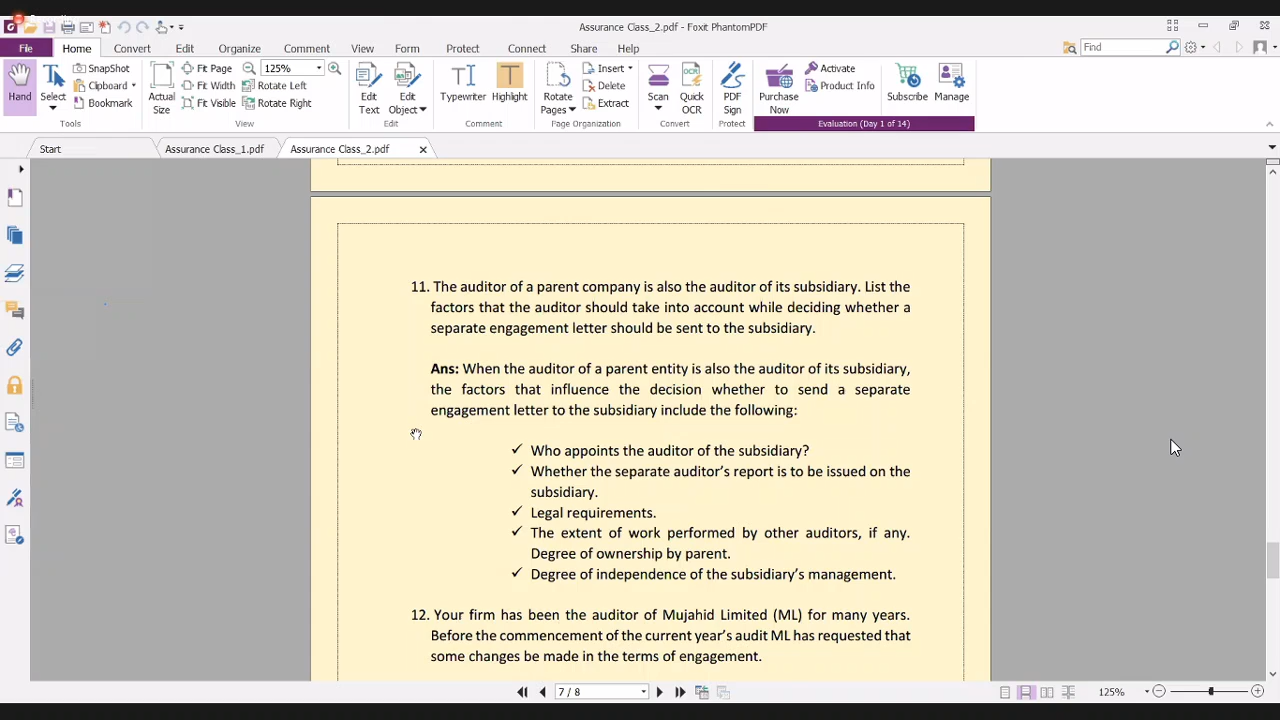 Assurance Class_2.pdf - Foxit PhantomPDF
File Home Convert Edit Organize Comment View Form Protect Connect Share Help Find
Hand Select SnapShot Clipboard Bookmark Tools
Actual Size Fit Page Fit Width Fit Visible 125% Rotate Left Rotate Right View
Edit Text Edit Object Edit
Typewriter Highlight Comment
Rotate Pages Insert Delete Extract Page Organization
Scan Quick OCR Convert
PDF Sign Protect
Purchase Now Activate Product Info Subscribe Manage Evaluation (Day 1 of 14)
Start Assurance Class_1.pdf Assurance Class_2.pdf
11. The auditor of a parent company is also the auditor of its subsidiary. List the
factors that the auditor should take into account while deciding whether a
separate engagement letter should be sent to the subsidiary.
Ans: When the auditor of a parent entity is also the auditor of its subsidiary,
the factors that influence the decision whether to send a separate
engagement letter to the subsidiary include the following:
✓ Who appoints the auditor of the subsidiary?
✓ Whether the separate auditor's report is to be issued on the
subsidiary.
✓ Legal requirements.
✓ The extent of work performed by other auditors, if any.
Degree of ownership by parent.
✓ Degree of independence of the subsidiary's management.
12. Your firm has been the auditor of Mujahid Limited (ML) for many years.
Before the commencement of the current year's audit ML has requested that
some changes be made in the terms of engagement.
7 / 8 125%